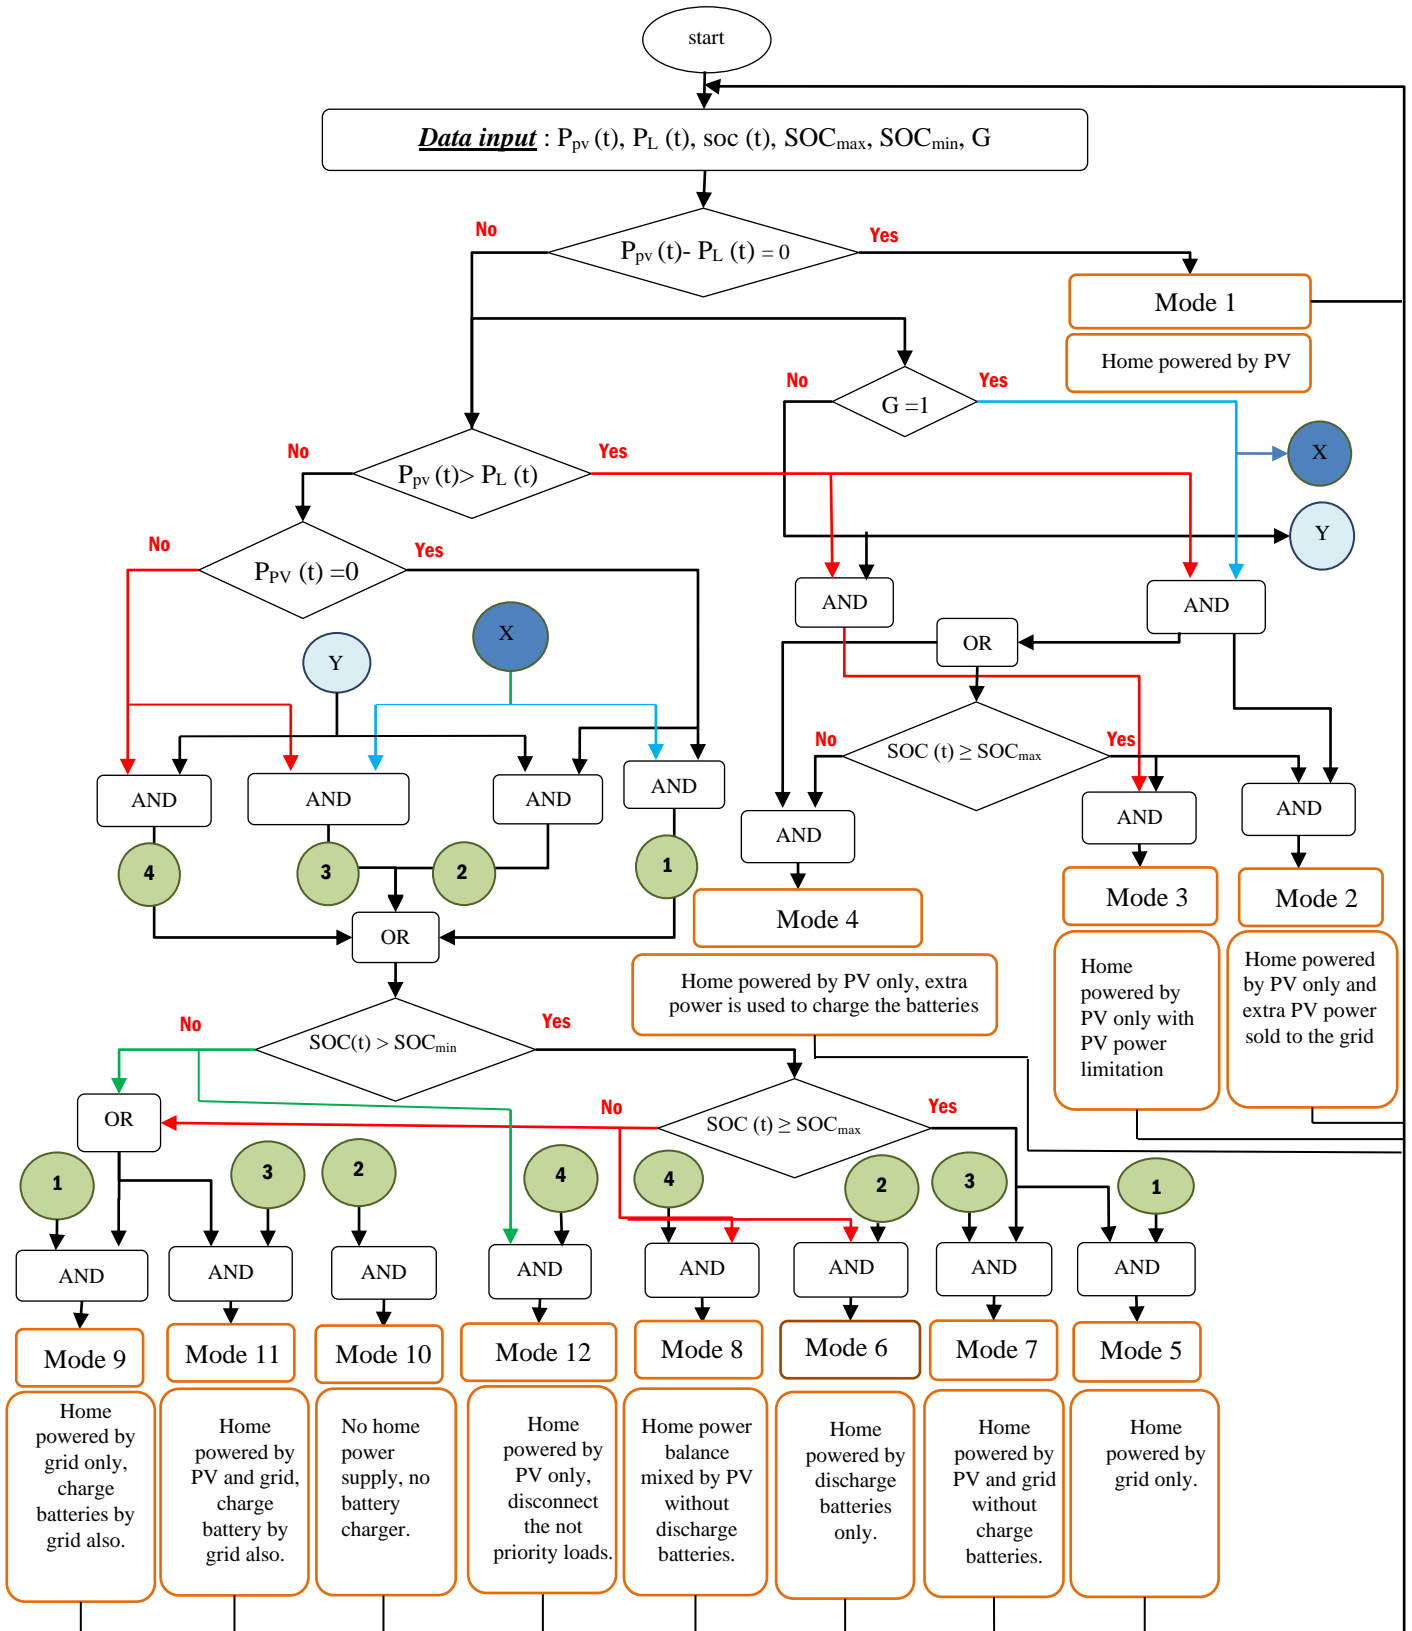 start
Data input : Ppv (t), PL (t), soc (t), SOCmax, SOCmin, G
No
Yes
Ppv (t)- PL (t) = 0
Mode 1
Home powered by PV
No
Yes
G =1
No
Yes
Ppv (t)> PL (t)
X
Y
No
Yes
PPV (t) =0
AND
AND
X
OR
Y
No
Yes
SOC (t) ≥ SOCmax
AND
AND
AND
AND
AND
AND
AND
4
3
2
1
Mode 4
Mode 3
Mode 2
OR
Home powered by PV only, extra
power is used to charge the batteries
Home
powered by
PV only with
PV power
limitation
Home powered
by PV only and
extra PV power
sold to the grid
No
Yes
SOC(t) > SOCmin
OR
No
Yes
SOC (t) ≥ SOCmax
1
3
2
4
4
2
3
1
AND
AND
AND
AND
AND
AND
AND
AND
Mode 9
Mode 11
Mode 10
Mode 12
Mode 8
Mode 6
Mode 7
Mode 5
Home
powered by
grid only,
charge
batteries by
grid also.
Home
powered by
PV and grid,
charge
battery by
grid also.
No home
power
supply, no
battery
charger.
Home
powered by
PV only,
disconnect
the not
priority loads.
Home power
balance
mixed by PV
without
discharge
batteries.
Home
powered by
discharge
batteries
only.
Home
powered by
PV and grid
without
charge
batteries.
Home
powered by
grid only.